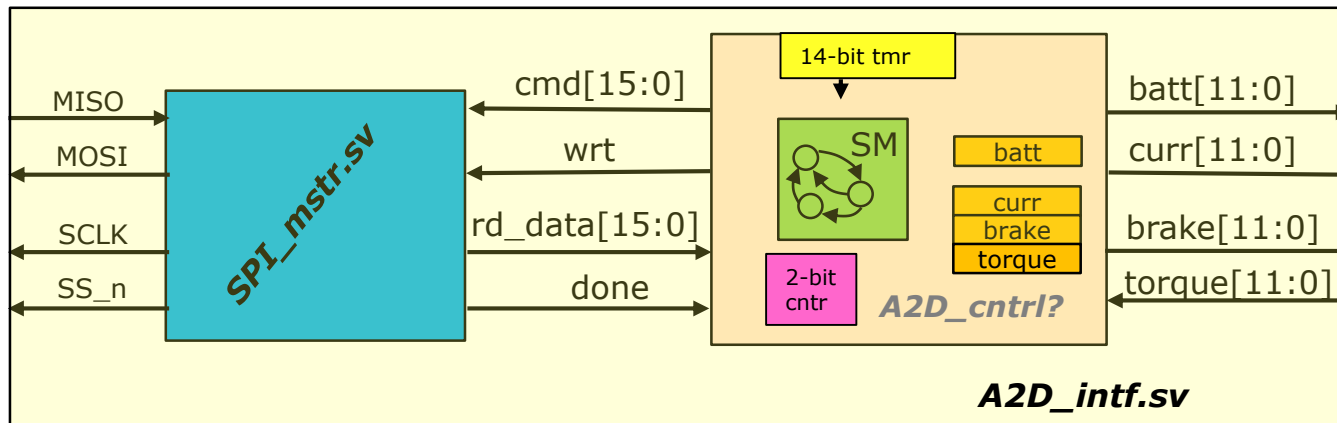 14-bit tmr
MISO
MOSI
SCLK
SS_n
SPI_mstr.sv
cmd[15:0]
wrt
rd_data[15:0]
done
SM
2-bit
cntr
batt
curr
brake
torque
A2D_cntrl?
batt[11:0]
curr[11:0]
brake[11:0]
torque[11:0]
A2D_intf.sv